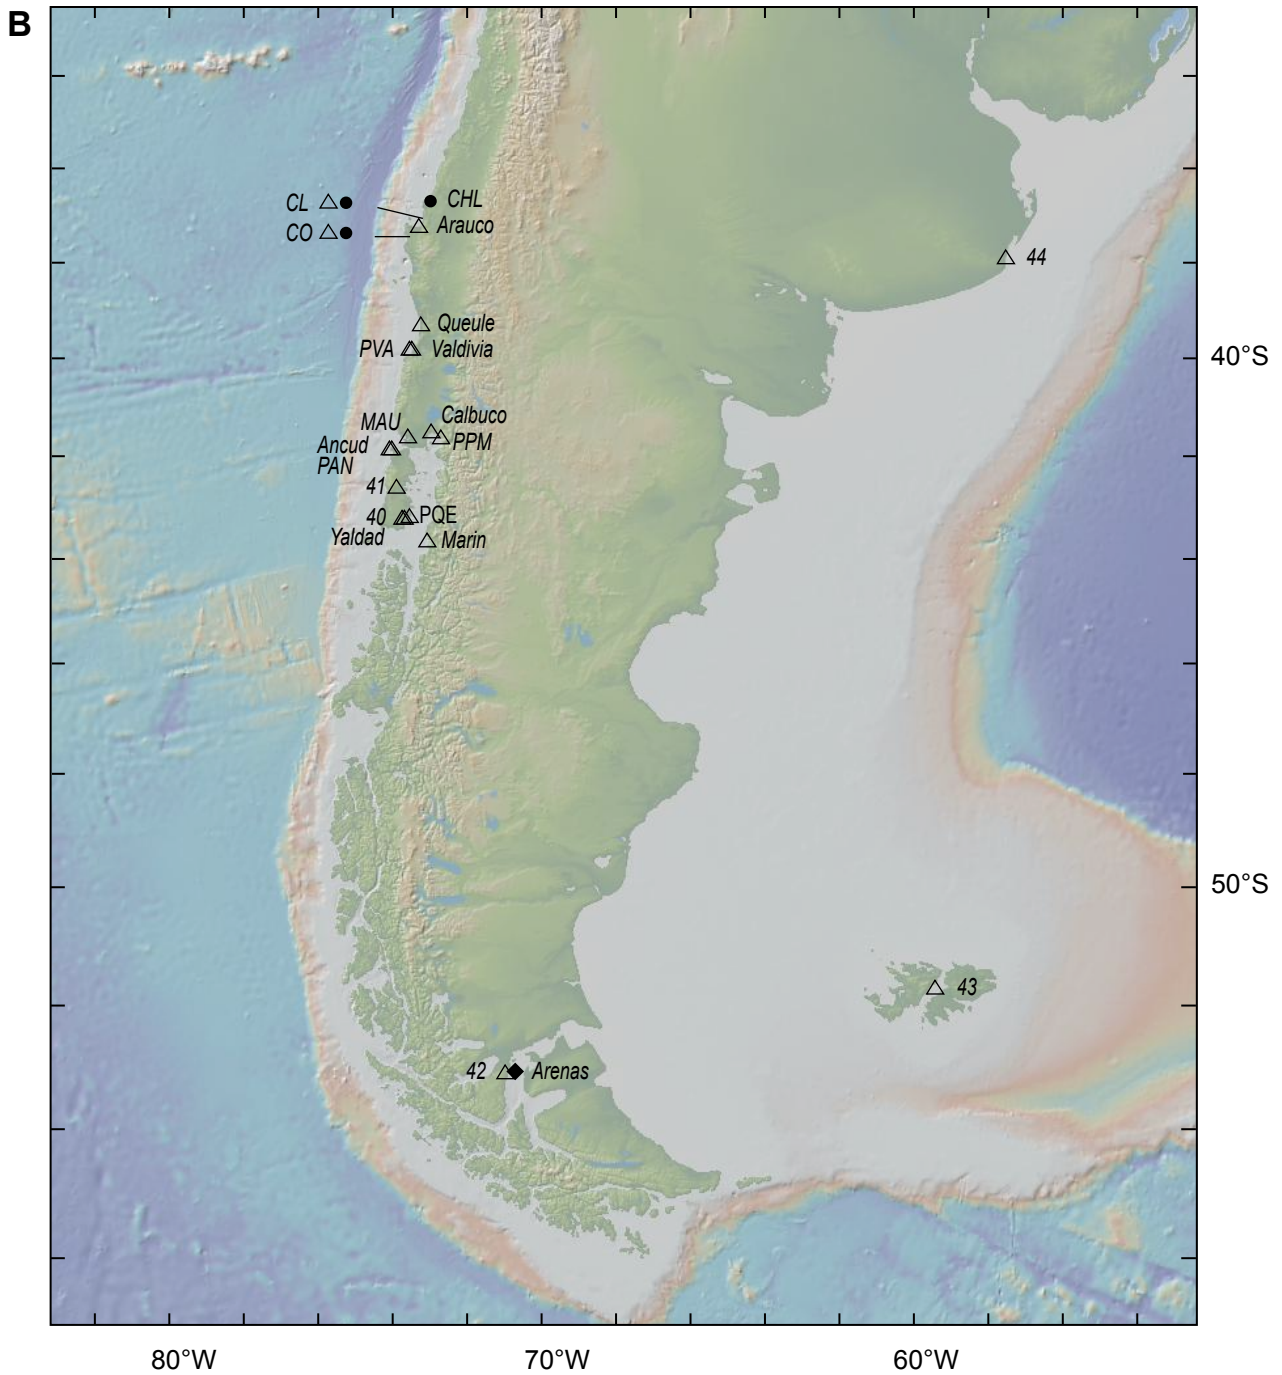 B
CL
CHL
CO
Arauco
44
Queule
PVA
Valdivia
40°S
MAU
Calbuco
Ancud
PPM
PAN
41
40
PQE
Yaldad
Marin
50°S
43
42
Arenas
80°W
70°W
60°W